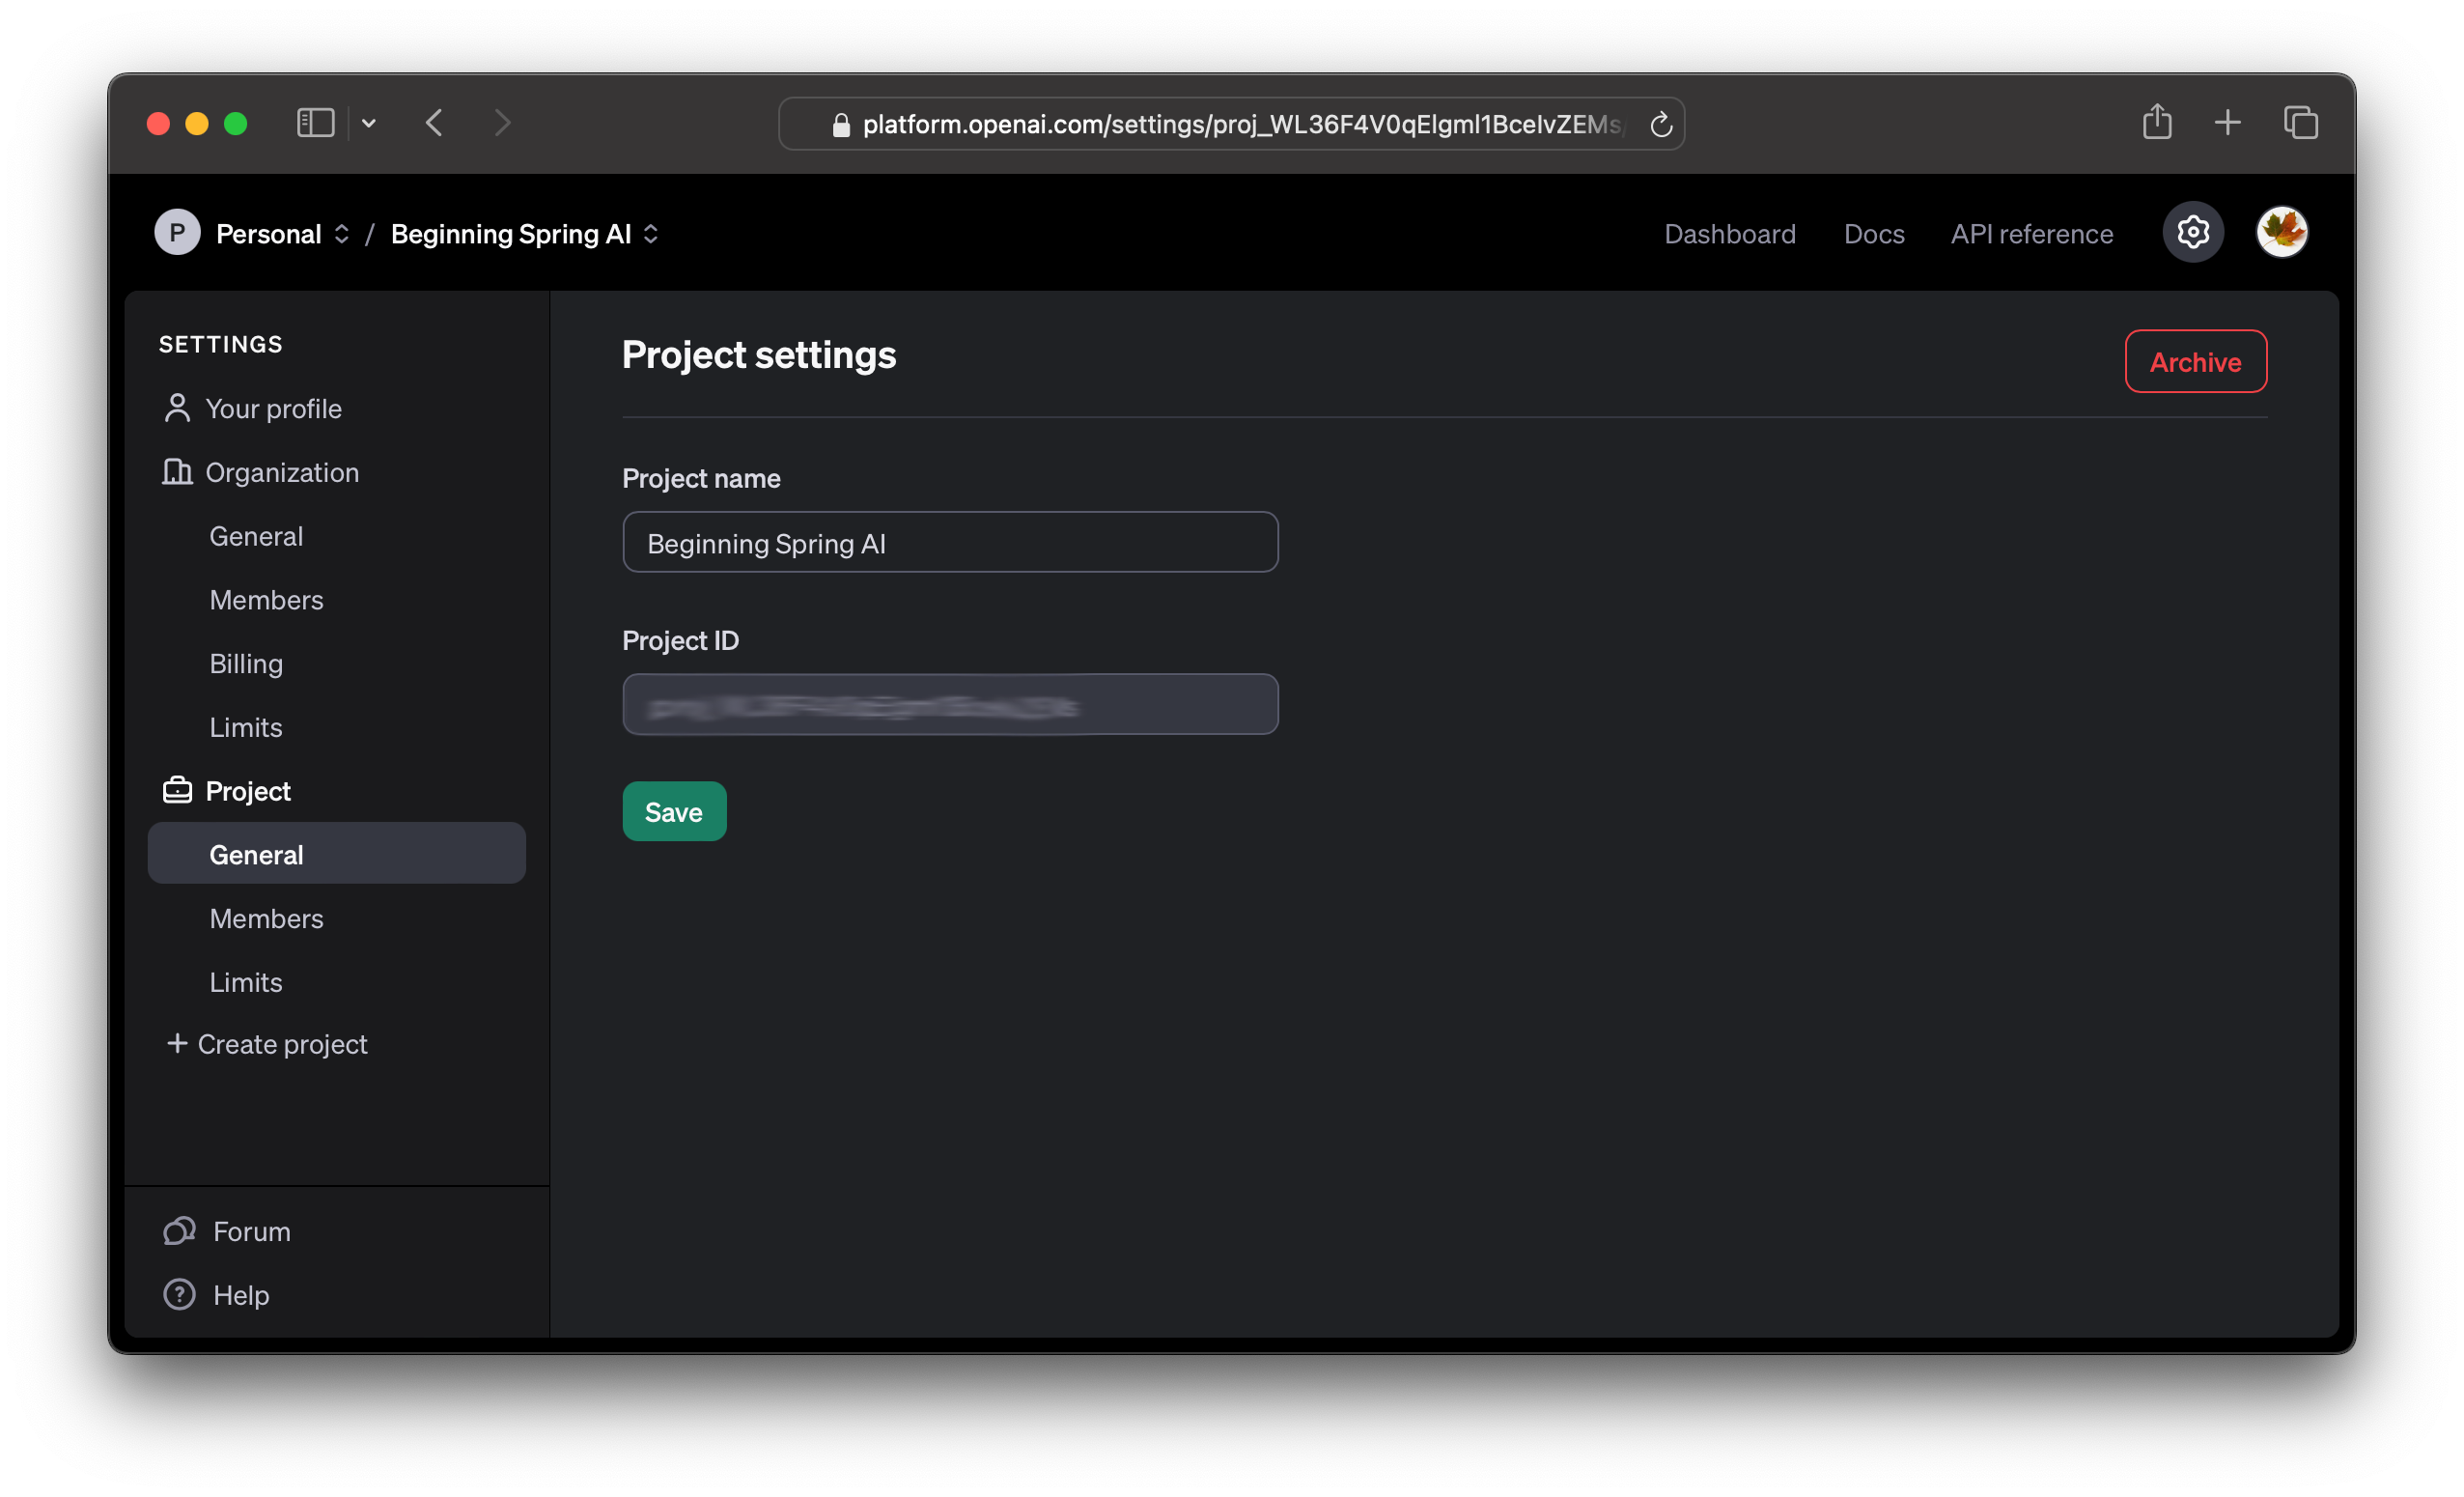 platform.openai.com/settings/proj_WL36F4V0qElgml1BcelvZEMs/
P Personal / Beginning Spring AI
Dashboard Docs API reference
SETTINGS
Your profile
Organization
General
Members
Billing
Limits
Project
General
Members
Limits
+ Create project
Forum
? Help
Project settings
Archive
Project name
Beginning Spring AI
Project ID
Save